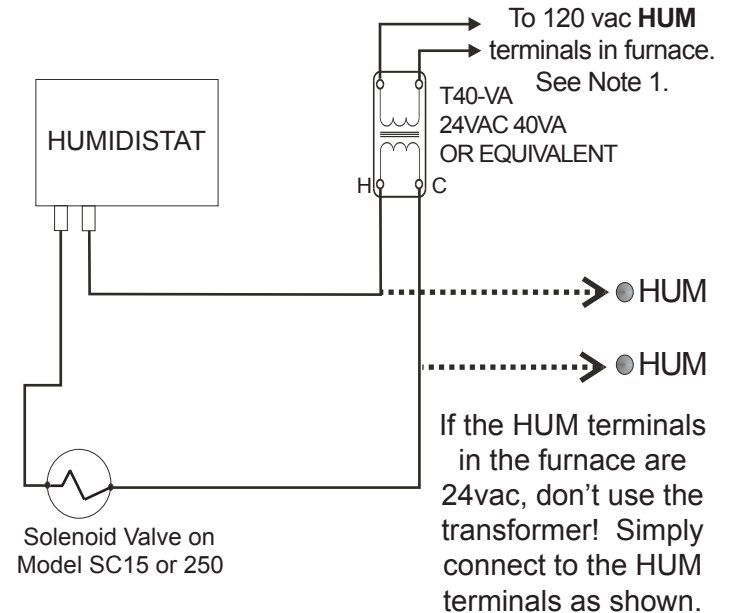 To 120 vac HUM
terminals in furnace.
See Note 1.
HUMIDISTAT
T40-VA
24VAC 40VA
OR EQUIVALENT
H
C
HUM
HUM
If the HUM terminals
in the furnace are
24vac, don't use the
transformer! Simply
connect to the HUM
terminals as shown.
Solenoid Valve on
Model SC15 or 250